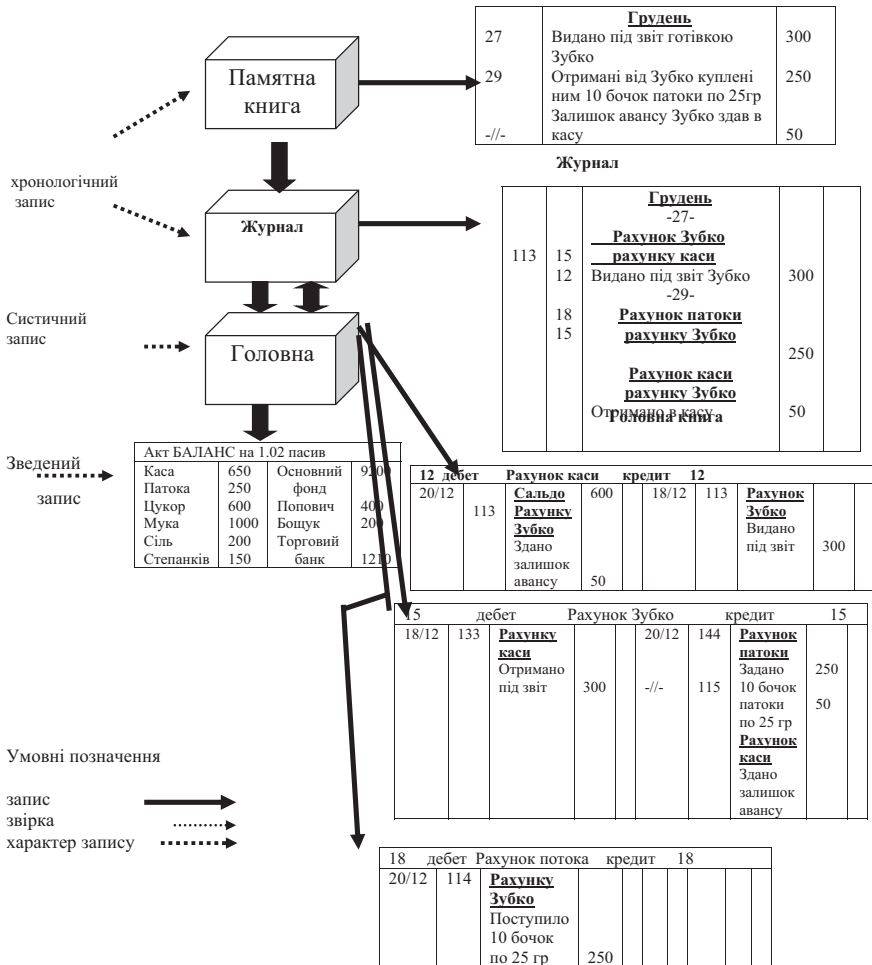 Памятна
книга
Грудень
27 Видано під звіт готівкою 300
Зубко
29 Отримані від Зубко куплені 250
ним 10 бочок патоки по 25гр
Залишок авансу Зубко здав в
-//- касу 50
Журнал
хронологічний
запис
Журнал
Грудень
-27-
Рахунок Зубко
113 15 рахунку каси
12 Видано під звіт Зубко 300
-29-
18 Рахунок патоки
15 рахунку Зубко
250
Рахунок каси
рахунку Зубко
Отримано в касу 50
Головна книга
Систичний
запис
Головна
Зведений
запис
Акт БАЛАНС на 1.02 пасив
Каса 650 Основний 9200
Патока 250 фонд
Цукор 600 Попович 400
Мука 1000 Бощук 200
Сіль 200 Торговий
Степанків 150 банк 1210
12 дебет Рахунок каси кредит 12
20/12 Сальдо 600 18/12 113 Рахунок
113 Рахунку Зубко
Зубко Видано
Здано під звіт 300
залишок
авансу 50
15 дебет Рахунок Зубко кредит 15
18/12 133 Рахунку 20/12 144 Рахунок
каси патоки
Отримано Задано 250
під звіт 300 -//- 115 10 бочок
патоки 50
по 25 гр
Рахунок
каси
Здано
залишок
авансу
Умовні позначення
запис
звірка
характер запису
18 дебет Рахунок потока кредит 18
20/12 114 Рахунку
Зубко
Поступило
10 бочок
по 25 гр 250